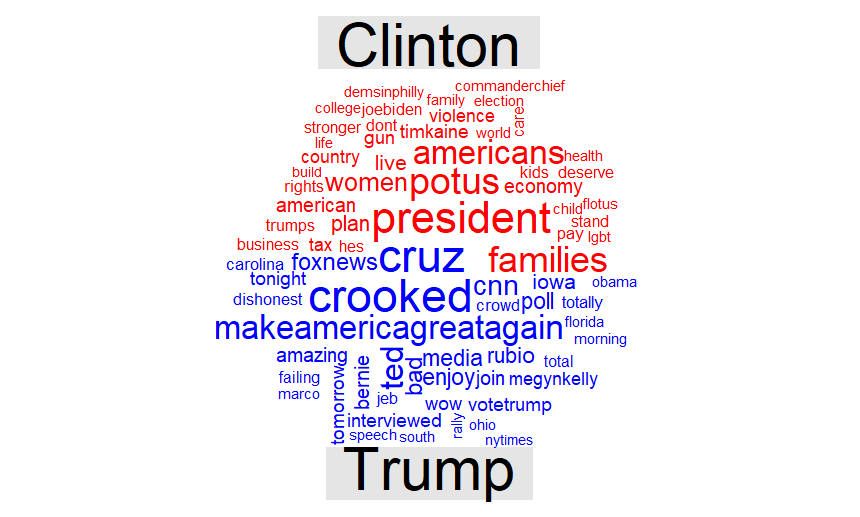 Clinton
commanderchief
demsinphilly
family election
college joebiden
violence
care
stronger dont
gun timkaine world
life
country live americans health
build
rights women potus kids deserve
economy
american president child flotus
trumps plan stand
pay lgbt
business tax hes
carolina foxnews cruz families
tonight cnn iowa obama
dishonest crooked crowd poll totally
makeamericagreatagain florida
morning
amazing ted bad media rubio total
failing tomorrow bernie enjoy join megynkelly
marco jeb
wow votetrump
interviewed rally ohio
speech south nytimes
Trump